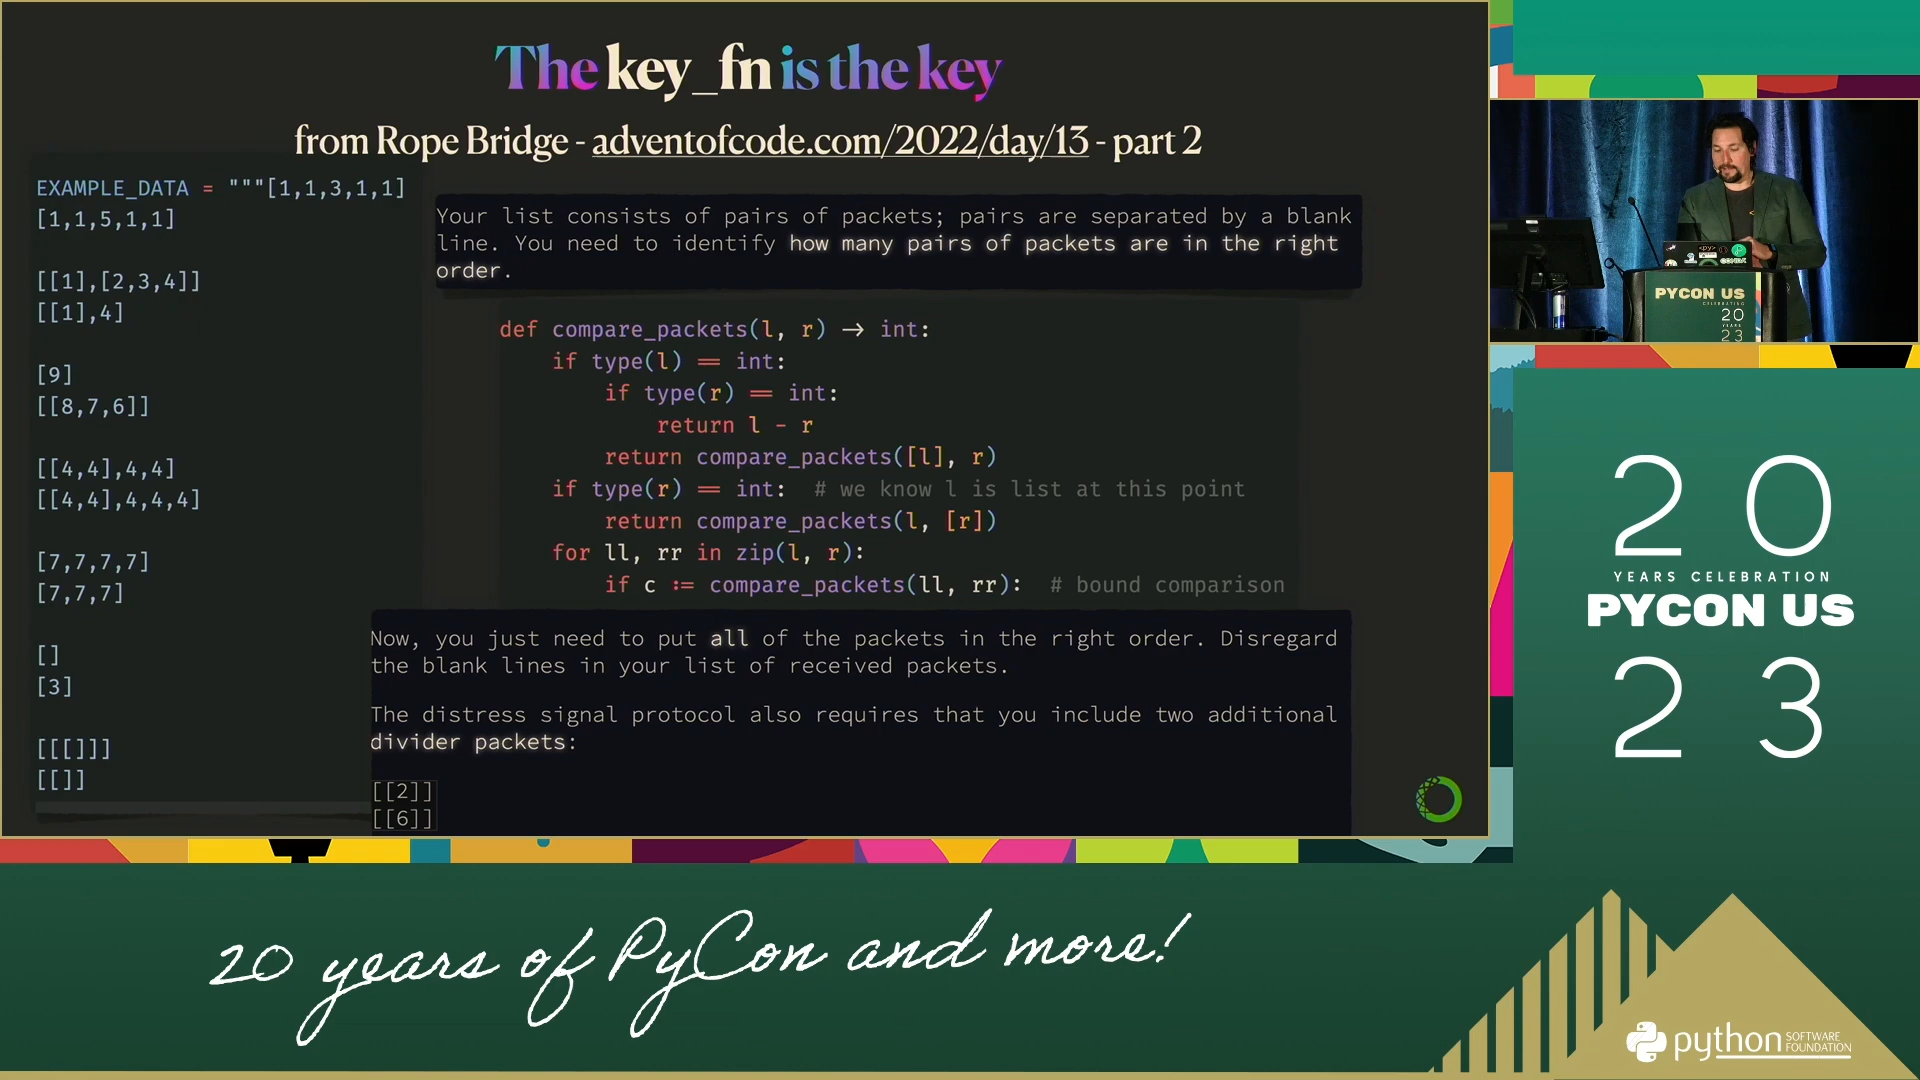 The key_fn is the key
from Rope Bridge - adventofcode.com/2022/day/13 - part 2
EXAMPLE_DATA = """[1,1,3,1,1]
[1,1,5,1,1]
[[1],[2,3,4]]
[[1],4]
[9]
[[8,7,6]]
[[4,4],4,4]
[[4,4],4,4,4]
[7,7,7,7]
[7,7,7]
[]
[3]
[[[]]]
[[]]
Your list consists of pairs of packets; pairs are separated by a blank
line. You need to identify how many pairs of packets are in the right
order.
def compare_packets(l, r) → int:
if type(l) == int:
if type(r) == int:
return l - r
return compare_packets([l], r)
if type(r) == int: # we know l is list at this point
return compare_packets(l, [r])
for ll, rr in zip(l, r):
if c := compare_packets(ll, rr): # bound comparison
Now, you just need to put all of the packets in the right order. Disregard
the blank lines in your list of received packets.
The distress signal protocol also requires that you include two additional
divider packets:
[[2]]
[[6]]
PYCON US
CELEBRATING
20
YEARS
23
20
YEARS CELEBRATION
PYCON US
23
20 years of PyCon and more!
python
SOFTWARE
FOUNDATION